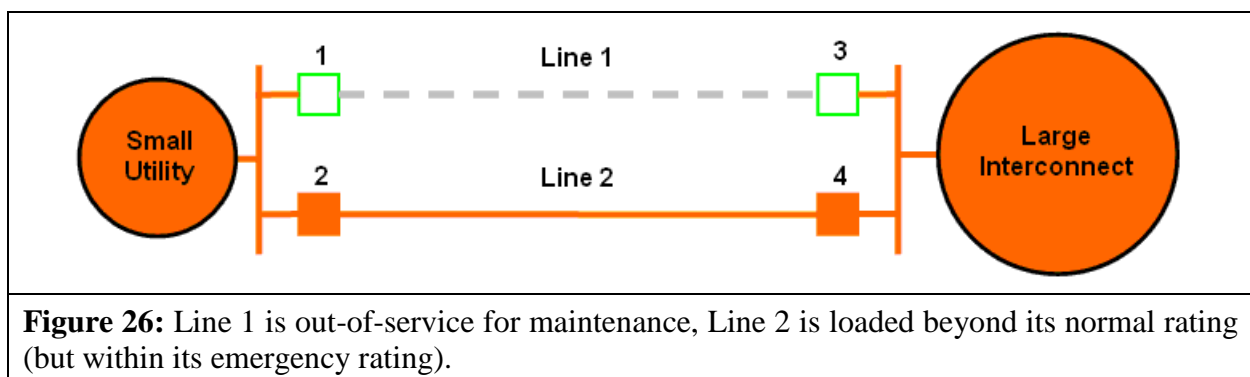 1 Line 1 3
Small
Utility
Large
Interconnect
2 Line 2 4
Figure 26: Line 1 is out-of-service for maintenance, Line 2 is loaded beyond its normal rating
(but within its emergency rating).